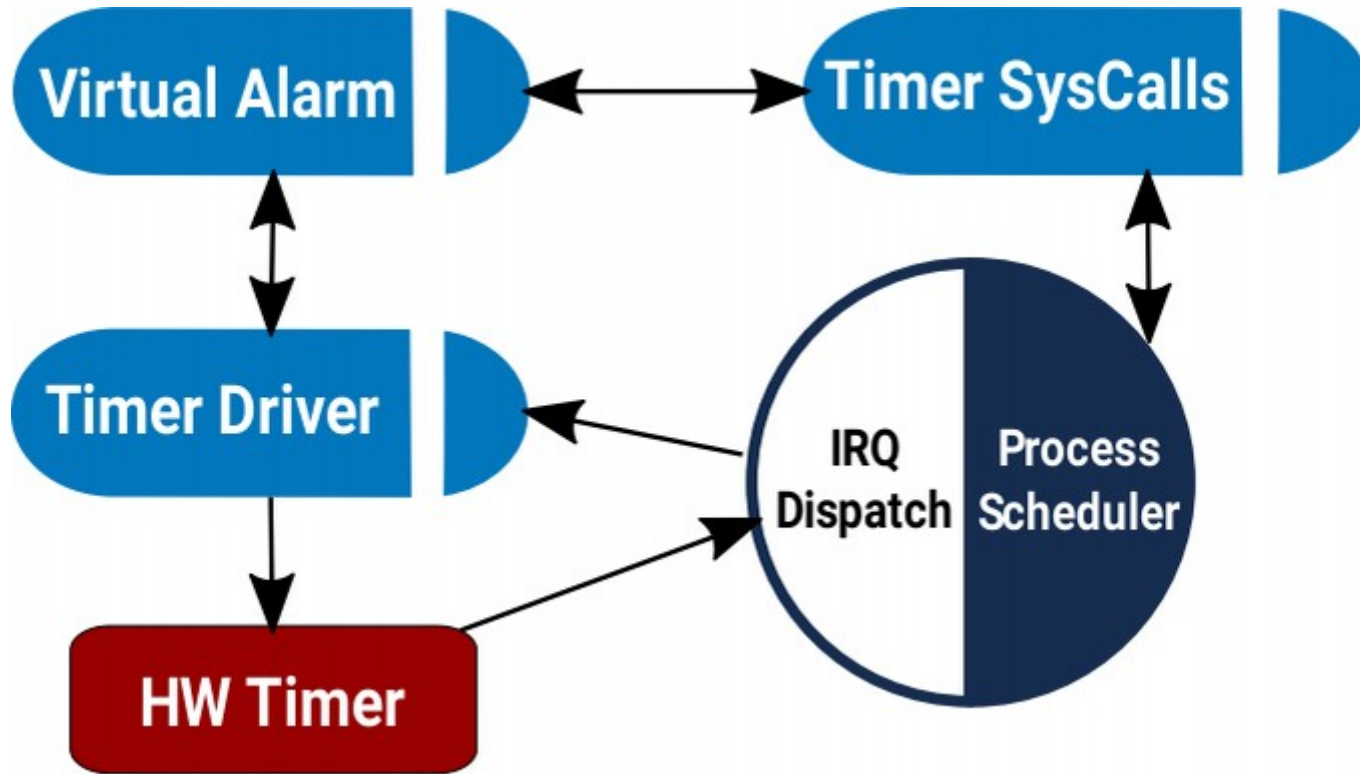 Virtual Alarm
Timer SysCalls
Timer Driver
IRQ
Dispatch
Process
Scheduler
HW Timer